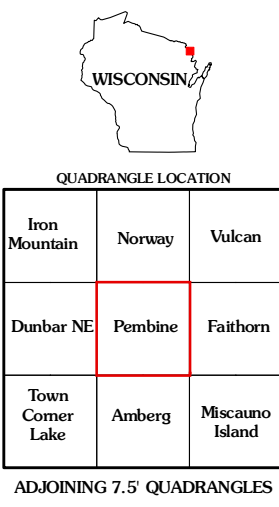 WISCONSIN
QUADRANGLE LOCATION
Iron
Mountain
Norway
Vulcan
Dunbar NE
Pembine
Faithorn
Town
Corner
Lake
Amberg
Miscauno
Island
ADJOINING 7.5' QUADRANGLES